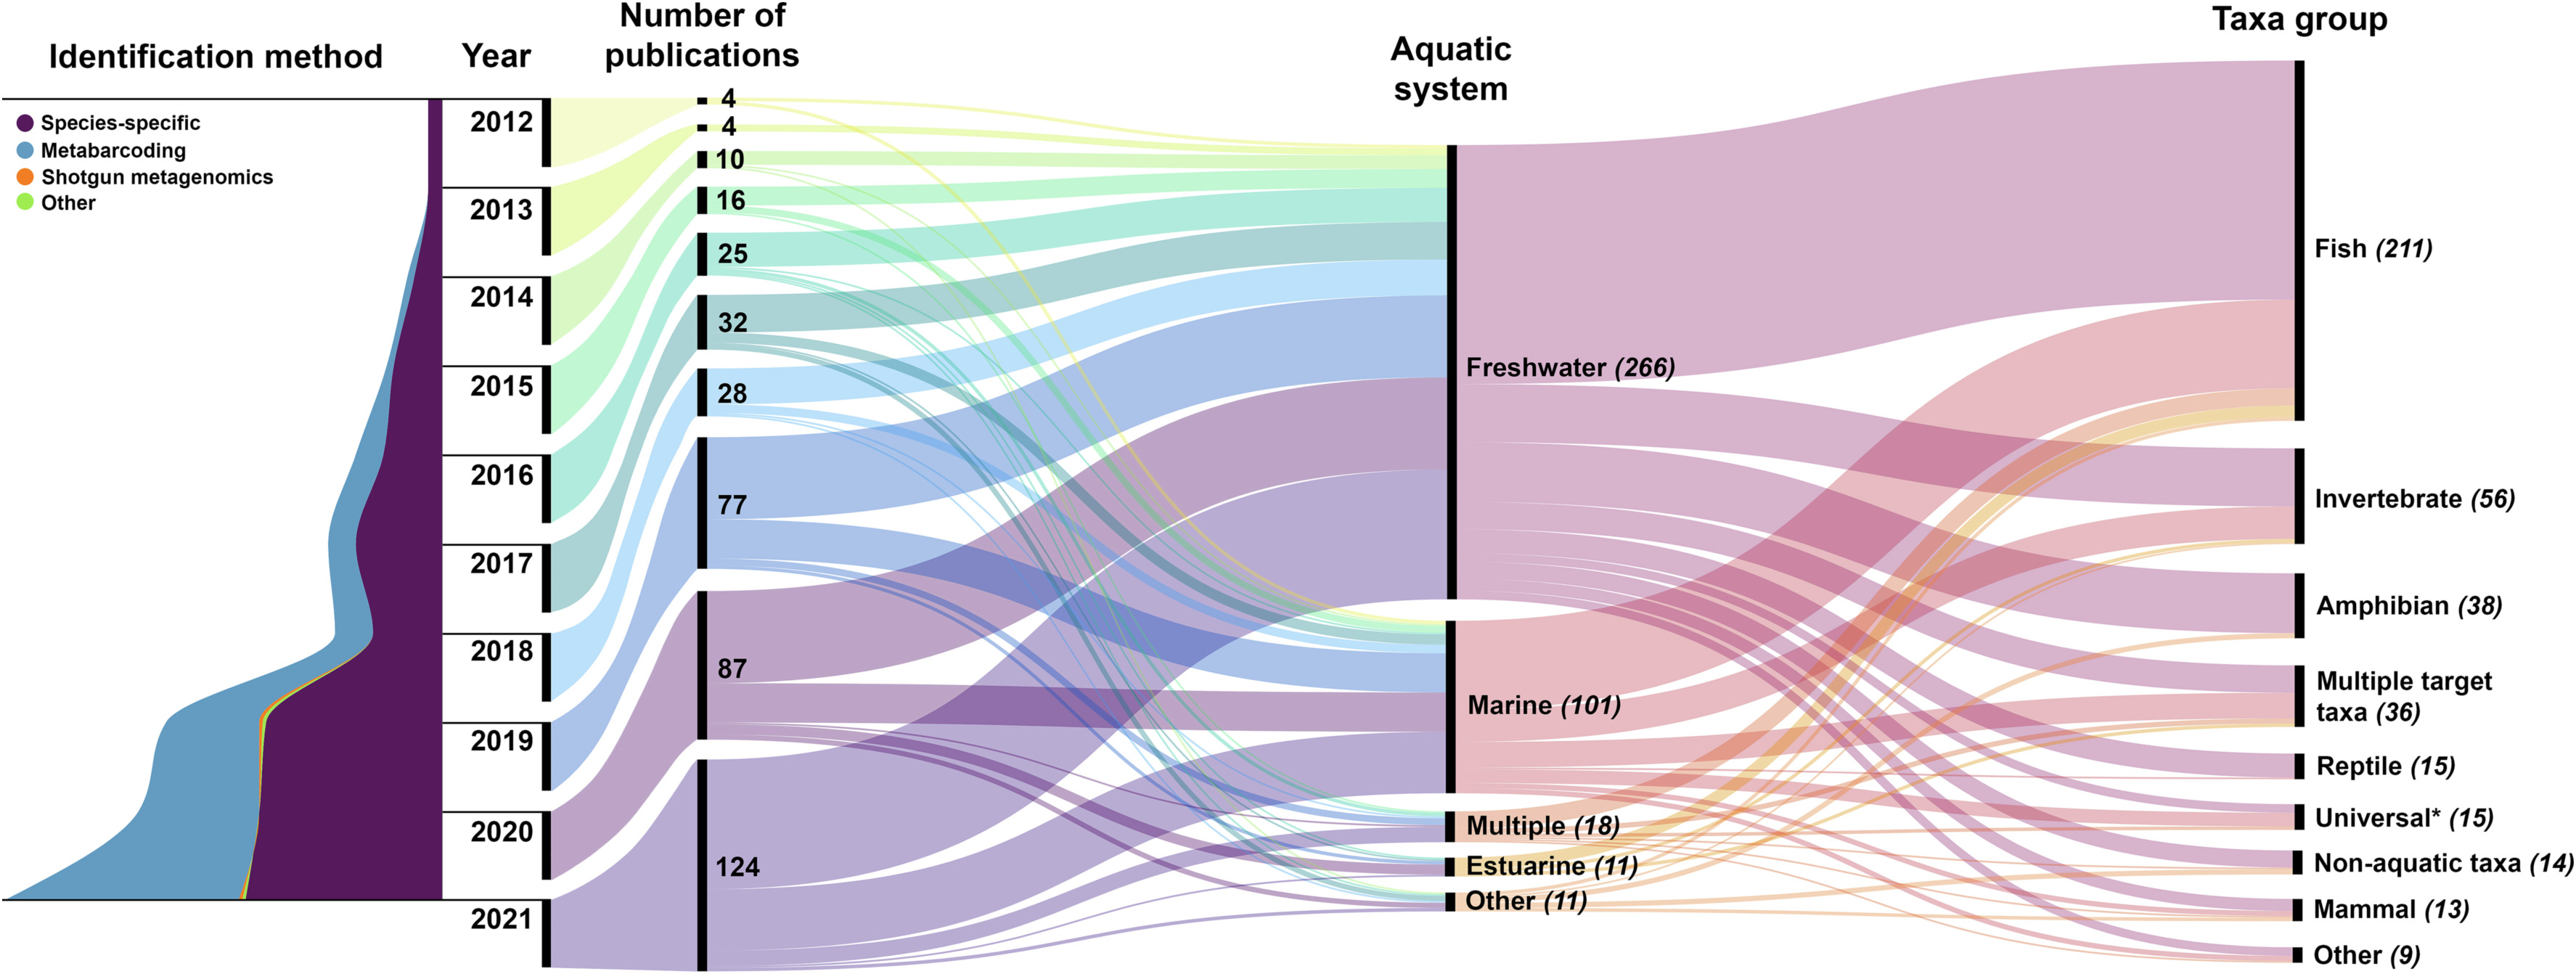 Identification method
Species-specific
Metabarcoding
Shotgun metagenomics
Other
Year
2012
2013
2014
2015
2016
2017
2018
2019
2020
2021
Number of
publications
4
4
10
16
25
32
28
77
87
124
Aquatic
system
Freshwater (266)
Marine (101)
Multiple (18)
Estuarine (11)
Other (11)
Taxa group
Fish (211)
Invertebrate (56)
Amphibian (38)
Multiple target
taxa (36)
Reptile (15)
Universal* (15)
Non-aquatic taxa (14)
Mammal (13)
Other (9)